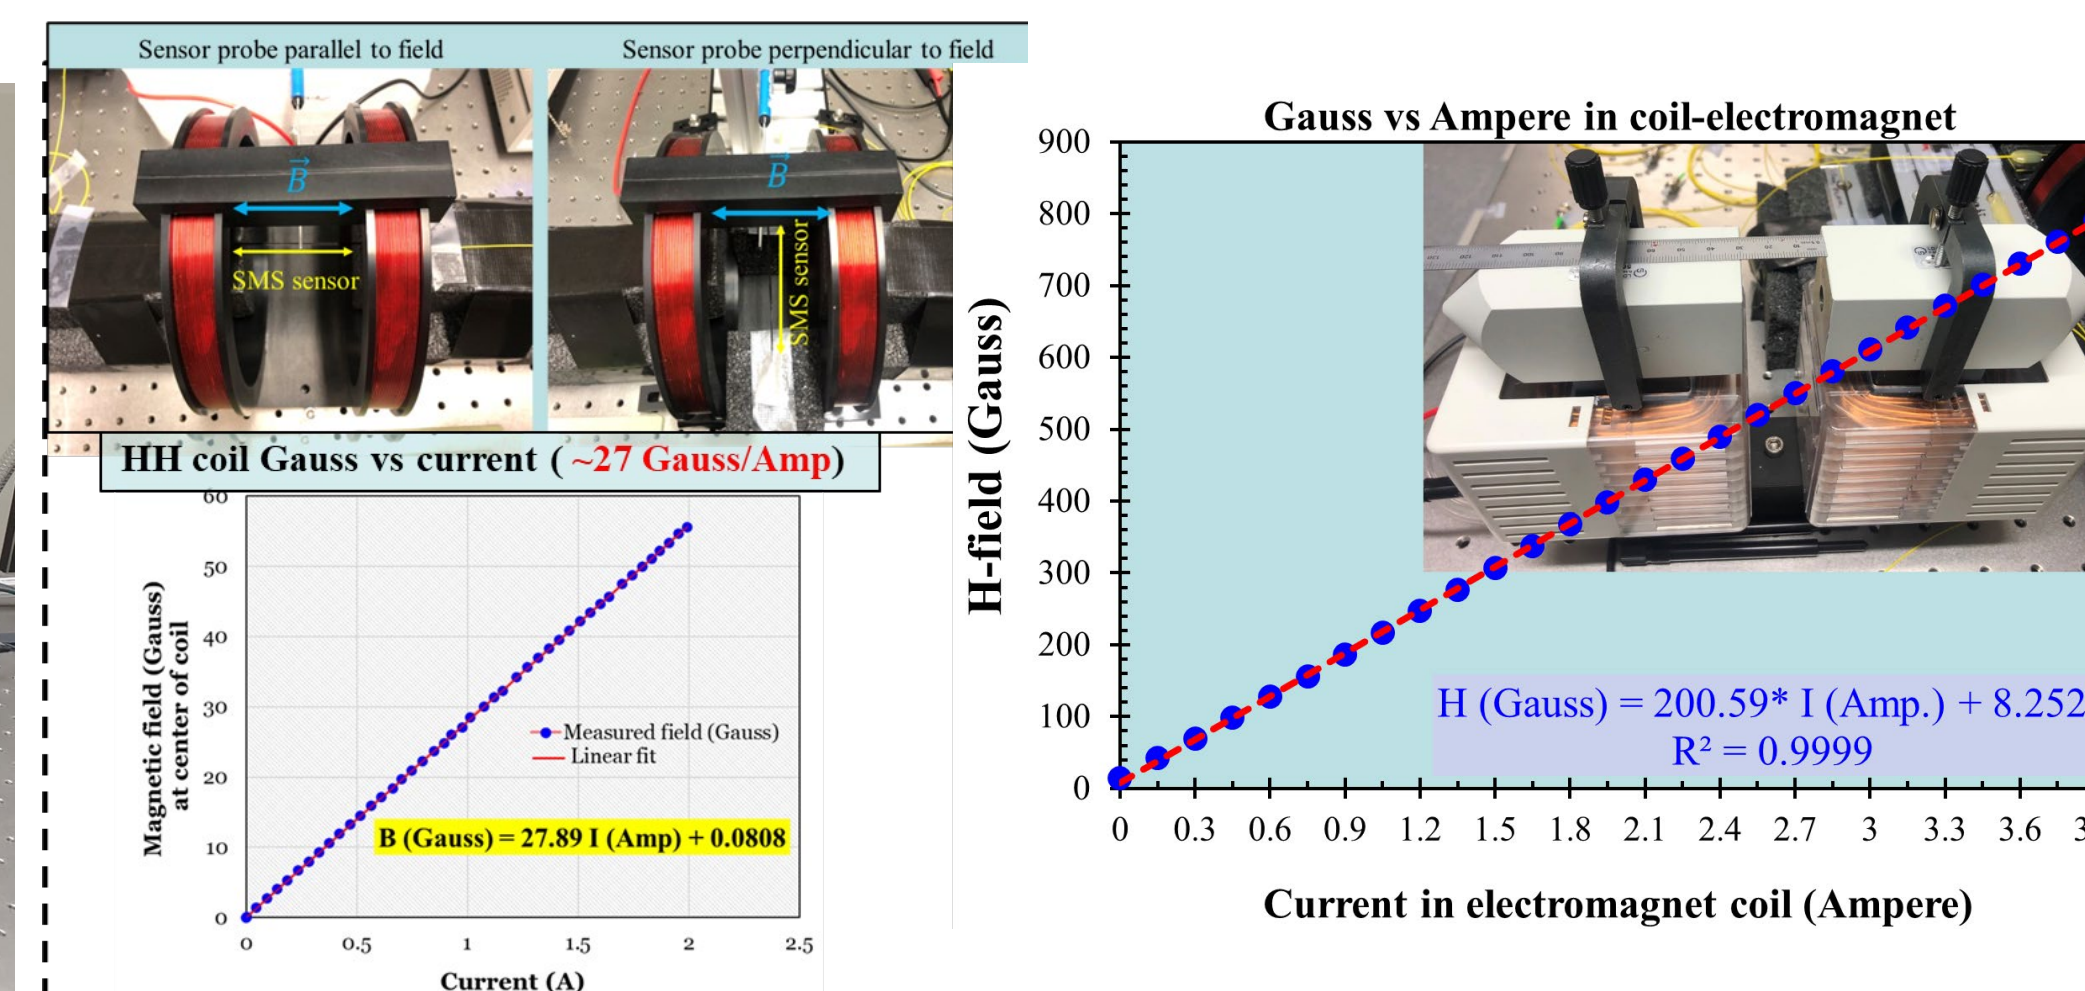 Sensor probe parallel to field
Sensor probe perpendicular to field
B
SMS sensor
B
SMS sensor
HH coil Gauss vs current ( ~27 Gauss/Amp)
60
50
40
30
20
10
0
Magnetic field (Gauss)
at center of coil
Measured field (Gauss)
Linear fit
B (Gauss) = 27.89 I (Amp) + 0.0808
0 0.5 1 1.5 2 2.5
Current (A)
Gauss vs Ampere in coil-electromagnet
900
800
700
600
500
400
300
200
100
0
H-field (Gauss)
H (Gauss) = 200.59* I (Amp.) + 8.252
R² = 0.9999
0 0.3 0.6 0.9 1.2 1.5 1.8 2.1 2.4 2.7 3 3.3 3.6 3
Current in electromagnet coil (Ampere)